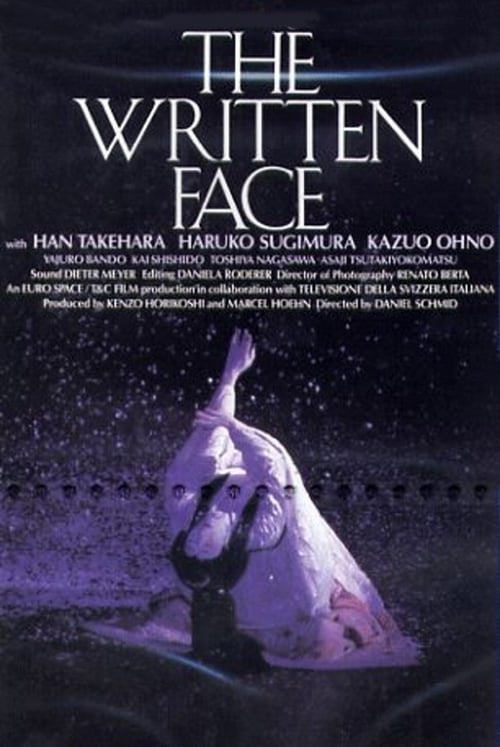 THE
WRITTEN
FACE
with HAN TAKEHARA HARUKO SUGIMURA KAZUO OHNO
YAJURO BANDO KAI SHISHIDO TOSHIYA NAGASAWA ASAJI TSUTAKIYOKOMATSU
Sound DIETER MEYER Editing DANIELA RODERER Director of Photography RENATO BERTA
An EURO SPACE / T&C FILM production in collaboration with TELEVISIONE DELLA SVIZZERA ITALIANA
Produced by KENZO HORIKOSHI and MARCEL HOEHN Directed by DANIEL SCHMID